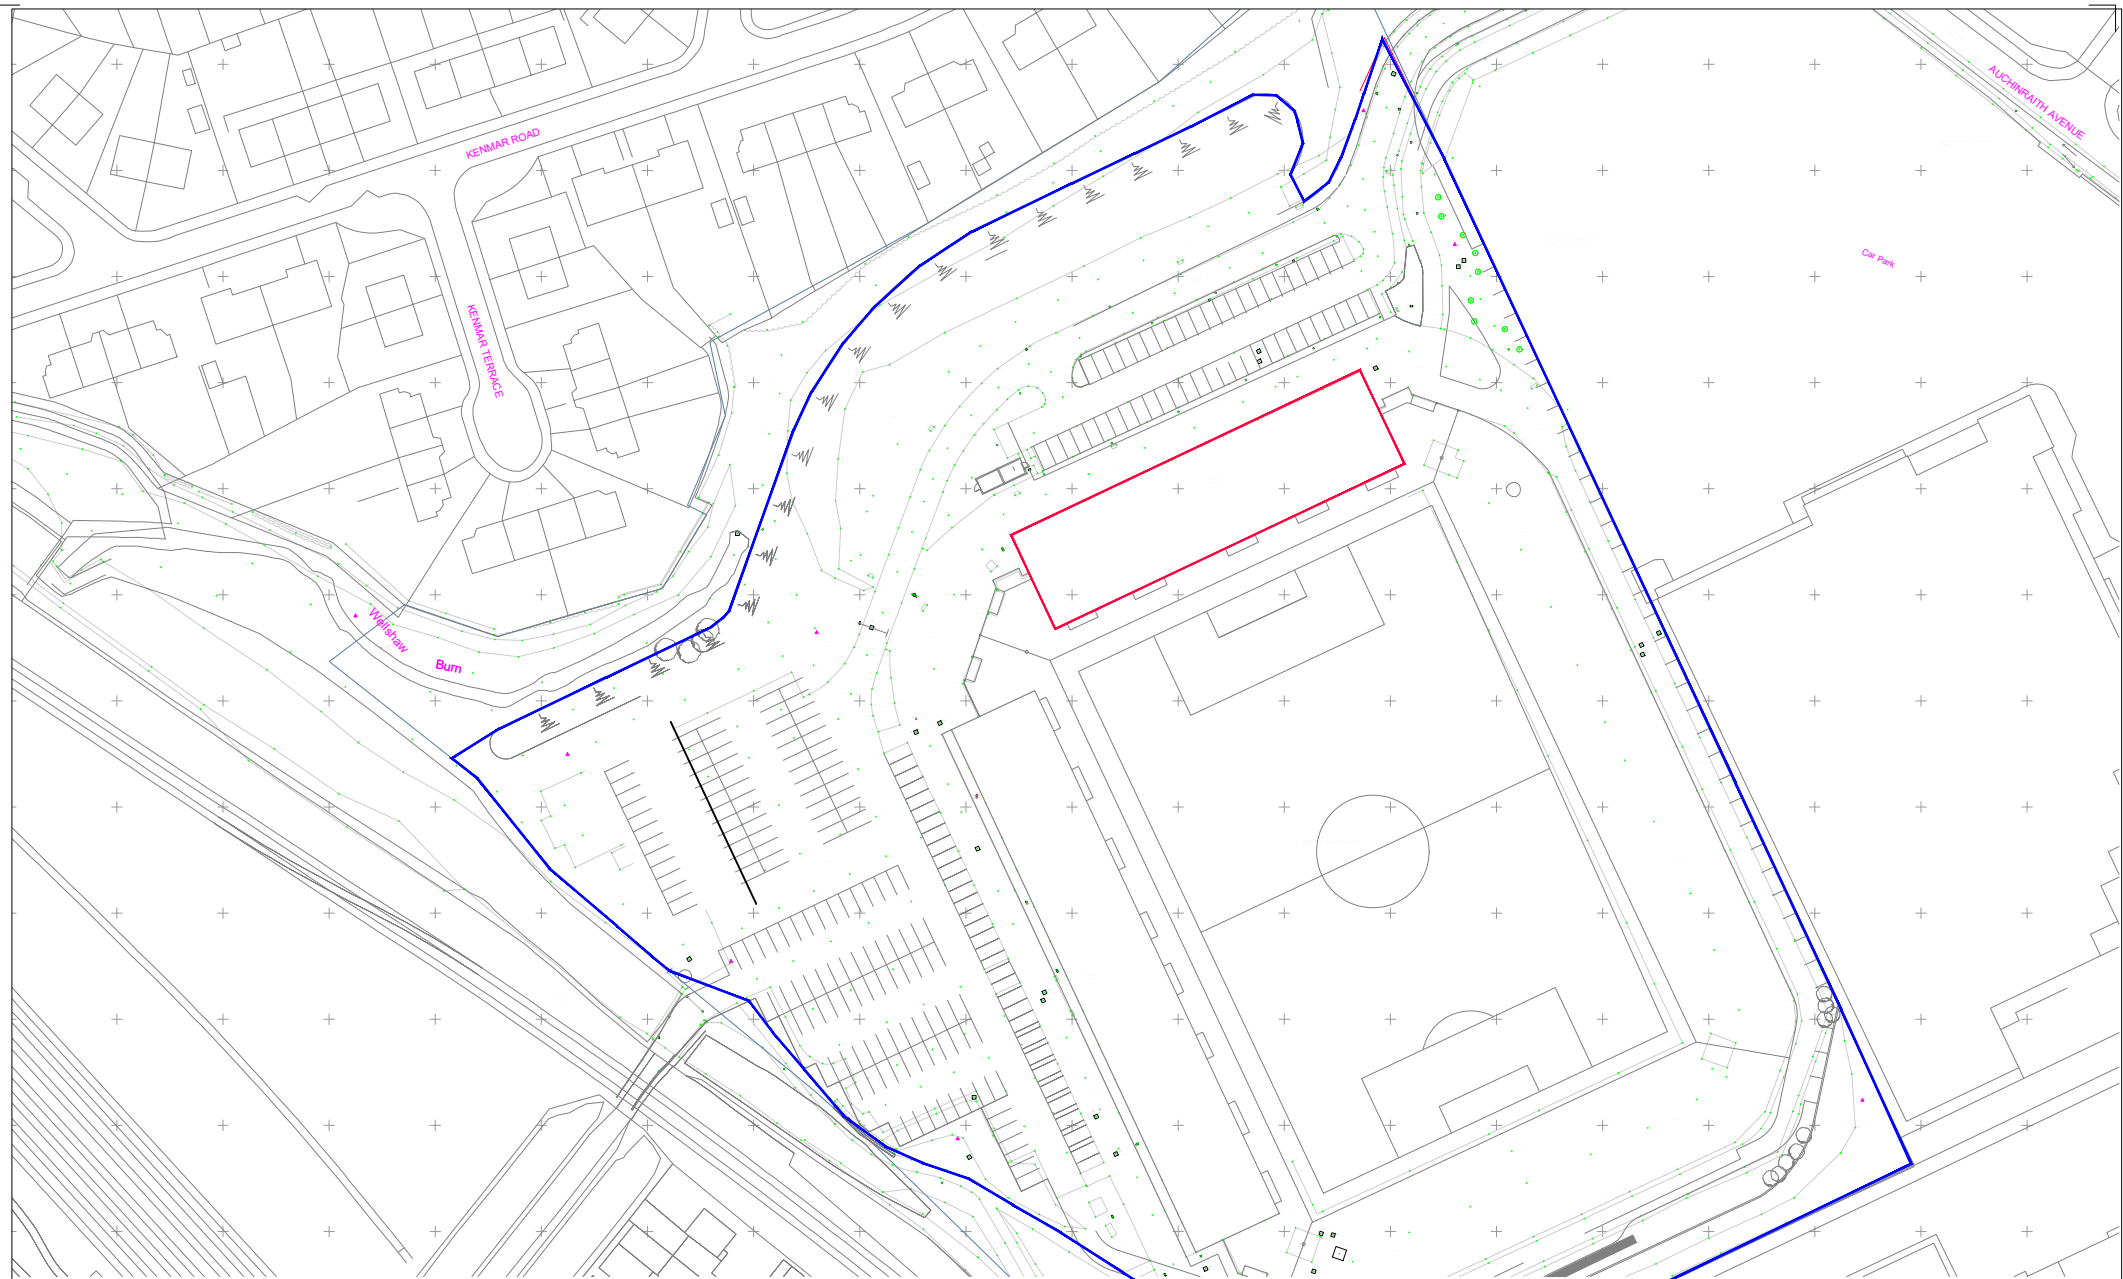 AUCHINRAITH AVENUE
KENMAR ROAD
Car Park
KENMAR TERRACE
Wellshaw
Burn